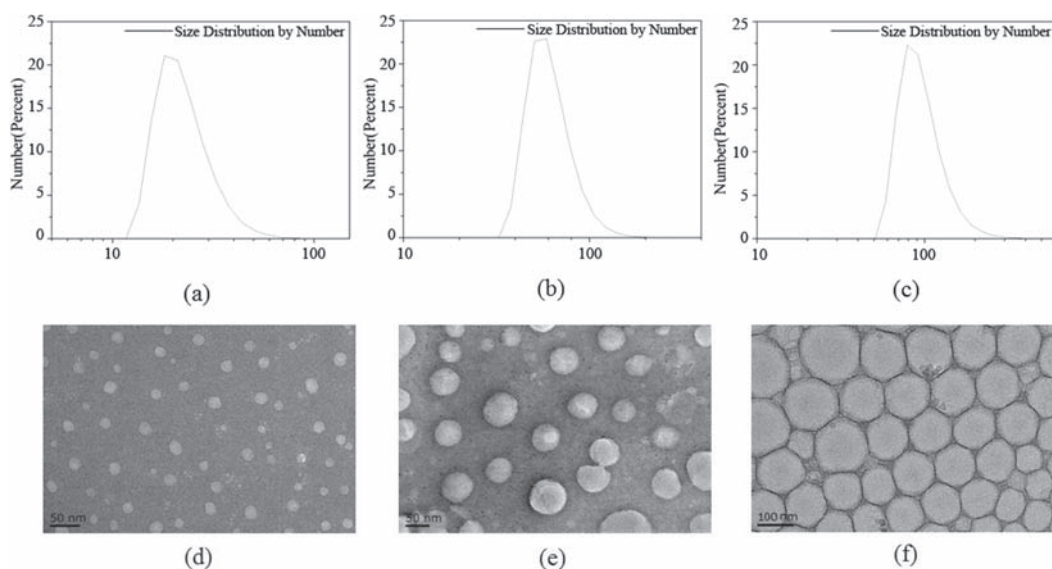 25
20
15
10
5
0
Number(Percent)
Size Distribution by Number
10
100
(a)
25
20
15
10
5
0
Number(Percent)
Size Distribution by Number
10
100
(b)
25
20
15
10
5
0
Number(Percent)
Size Distribution by Number
10
100
(c)
50 nm
(d)
50 nm
(e)
100 nm
(f)